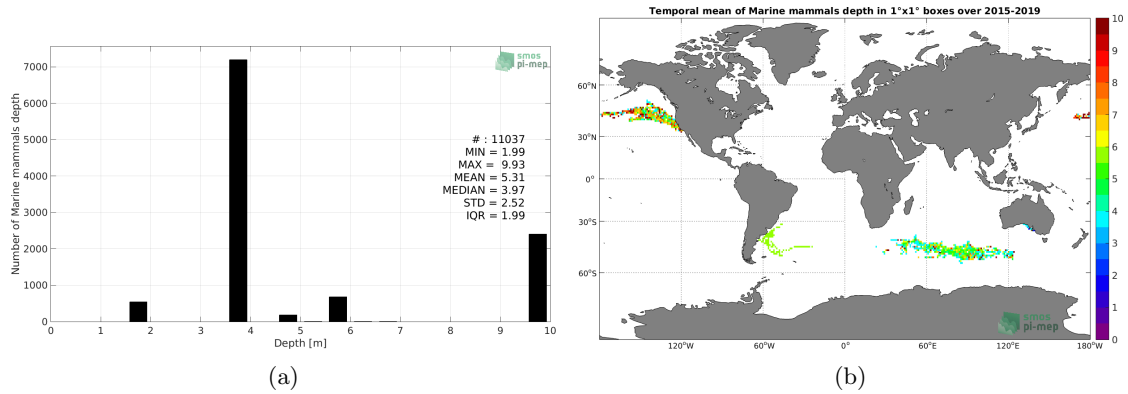 Number of Marine mammals depth
7000
6000
5000
4000
3000
2000
1000
0
smos
pi-mep
# : 11037
MIN = 1.99
MAX = 9.93
MEAN = 5.31
MEDIAN = 3.97
STD = 2.52
IQR = 1.99
0 1 2 3 4 5 6 7 8 9 10
Depth [m]
(a)
Temporal mean of Marine mammals depth in 1°x1° boxes over 2015-2019
60°N
30°N
0°
30°S
60°S
smos
pi-mep
120°W 60°W 0° 60°E 120°E 180°W
10
9
8
7
6
5
4
3
2
1
0
(b)